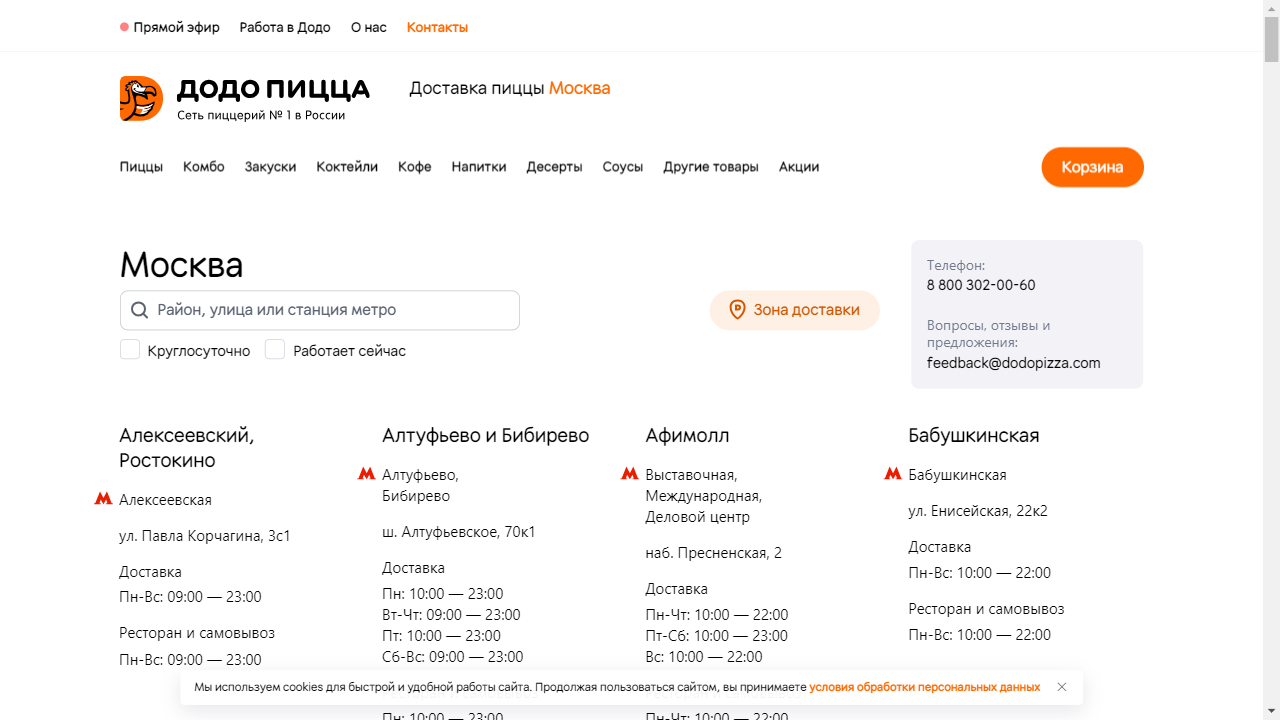 Прямой эфир Работа в Додо О нас Контакты
ДОДО ПИЦЦА
Сеть пиццерий № 1 в России
Доставка пиццы Москва
Пиццы Комбо Закуски Коктейли Кофе Напитки Десерты Соусы Другие товары Акции
Корзина
Москва
Район, улица или станция метро
Зона доставки
Круглосуточно Работает сейчас
Телефон:
8 800 302-00-60
Вопросы, отзывы и
предложения:
feedback@dodopizza.com
Алексеевский,
Ростокино
Алексеевская
ул. Павла Корчагина, 3с1
Доставка
Пн-Вс: 09:00 — 23:00
Ресторан и самовывоз
Пн-Вс: 09:00 — 23:00
Алтуфьево и Бибирево
Алтуфьево,
Бибирево
ш. Алтуфьевское, 70к1
Доставка
Пн: 10:00 — 23:00
Вт-Чт: 09:00 — 23:00
Пт: 10:00 — 23:00
Сб-Вс: 09:00 — 23:00
Пн: 10:00 — 23:00
Афимолл
Выставочная,
Международная,
Деловой центр
наб. Пресненская, 2
Доставка
Пн-Чт: 10:00 — 22:00
Пт-Сб: 10:00 — 23:00
Вс: 10:00 — 22:00
Пн-Чт: 10:00 — 22:00
Бабушкинская
Бабушкинская
ул. Енисейская, 22к2
Доставка
Пн-Вс: 10:00 — 22:00
Ресторан и самовывоз
Пн-Вс: 10:00 — 22:00
Мы используем cookies для быстрой и удобной работы сайта. Продолжая пользоваться сайтом, вы принимаете условия обработки персональных данных